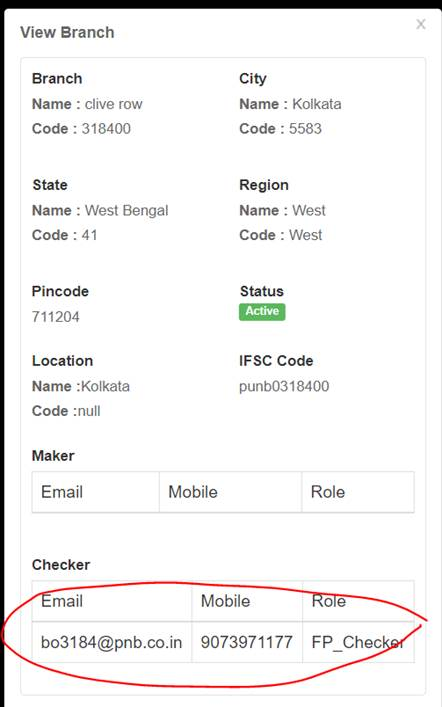 View Branch
x
Branch
Name : clive row
Code : 318400
City
Name : Kolkata
Code : 5583
State
Name : West Bengal
Code : 41
Region
Name : West
Code : West
Pincode
711204
Status
Active
Location
Name :Kolkata
Code :null
IFSC Code
punb0318400
Maker
Email Mobile Role
Checker
Email Mobile Role
bo3184@pnb.co.in 9073971177 FP_Checker